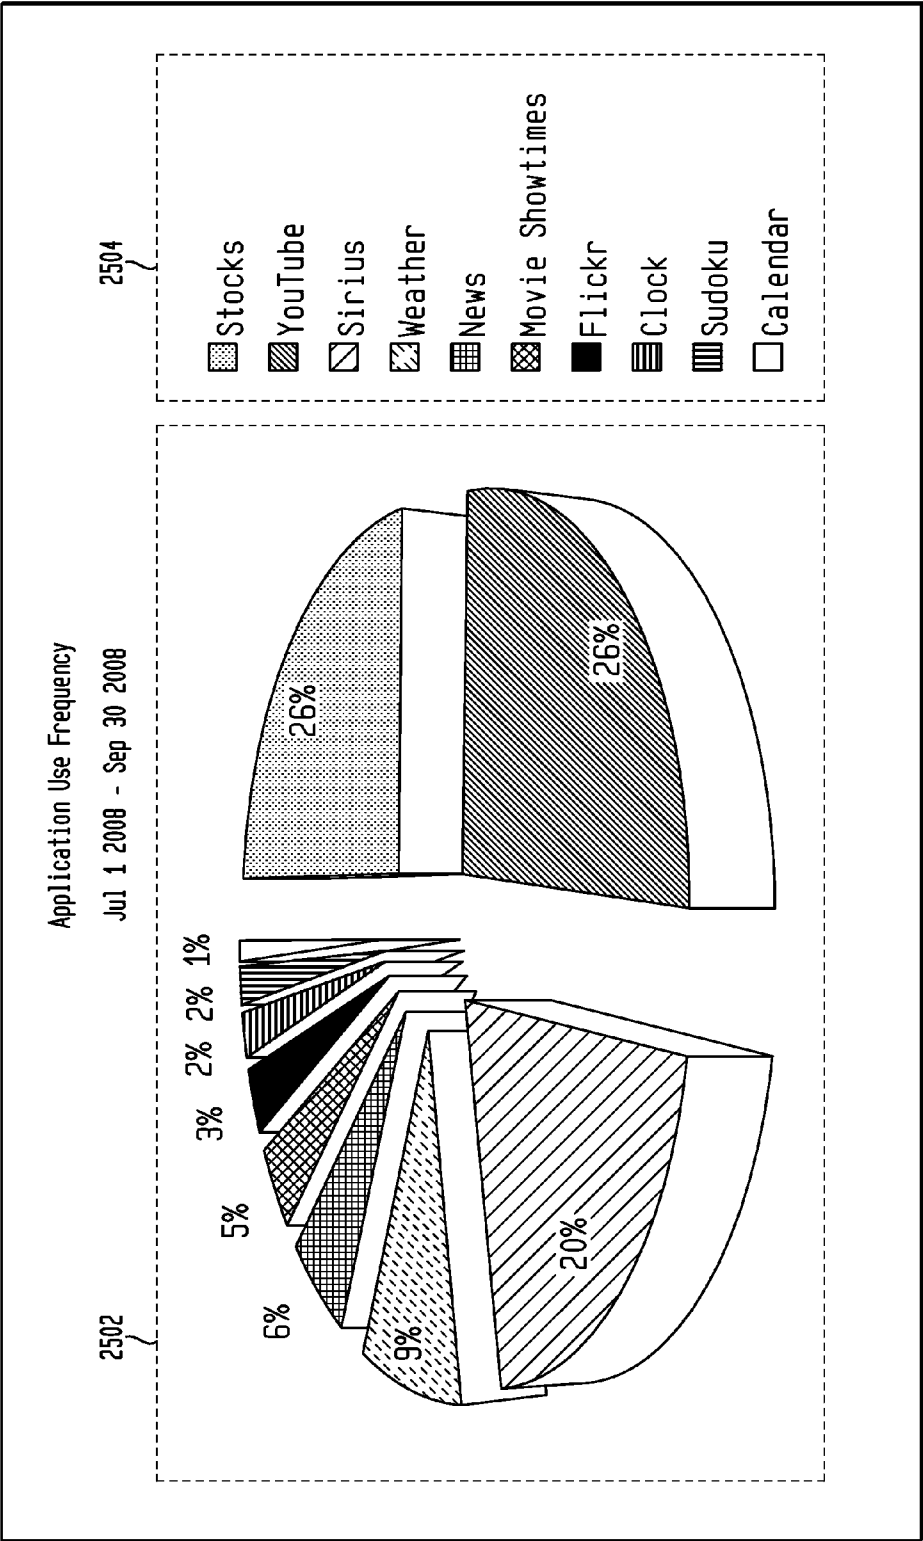 Application Use Frequency
Jul 1 2008 - Sep 30 2008
2502
2504
1%
2%
2%
3%
5%
6%
9%
20%
26%
26%
Stocks
YouTube
Sirius
Weather
News
Movie Showtimes
Flickr
Clock
Sudoku
Calendar